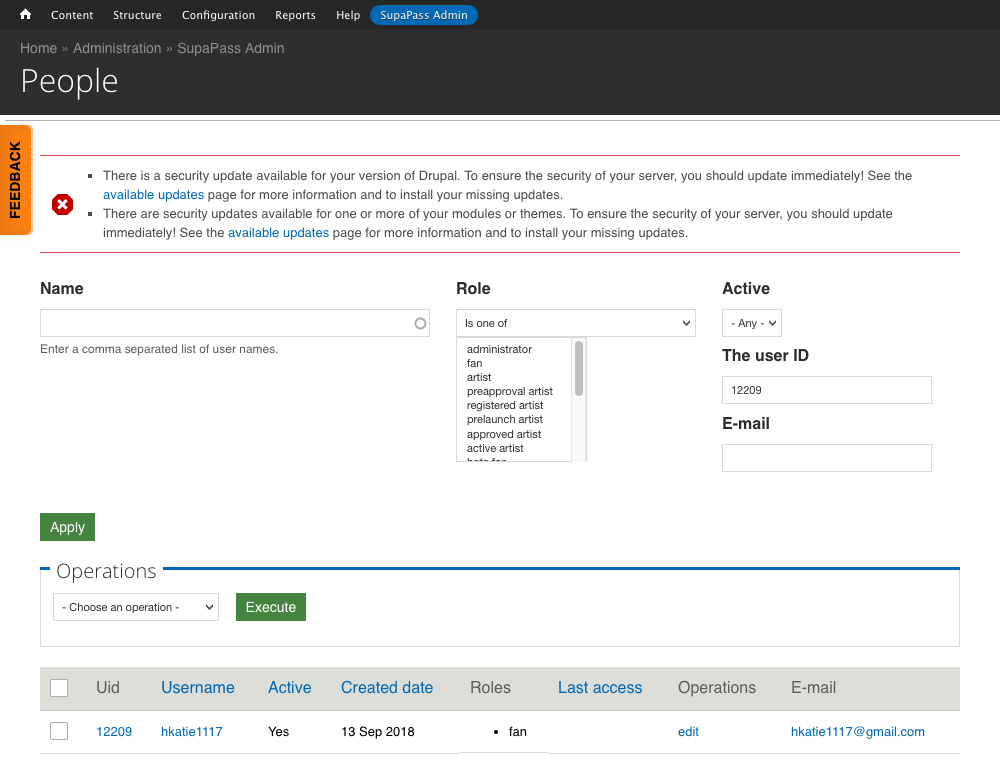 Content Structure Configuration Reports Help SupaPass Admin
Home » Administration » SupaPass Admin
People
FEEDBACK
There is a security update available for your version of Drupal. To ensure the security of your server, you should update immediately! See the
available updates page for more information and to install your missing updates.
There are security updates available for one or more of your modules or themes. To ensure the security of your server, you should update
immediately! See the available updates page for more information and to install your missing updates.
Name
Enter a comma separated list of user names.
Role
Is one of
administrator
fan
artist
preapproval artist
registered artist
prelaunch artist
approved artist
active artist
Active
- Any -
The user ID
12209
E-mail
Apply
Operations
- Choose an operation -
Execute
Uid Username Active Created date Roles Last access Operations E-mail
12209 hkatie1117 Yes 13 Sep 2018 • fan edit hkatie1117@gmail.com